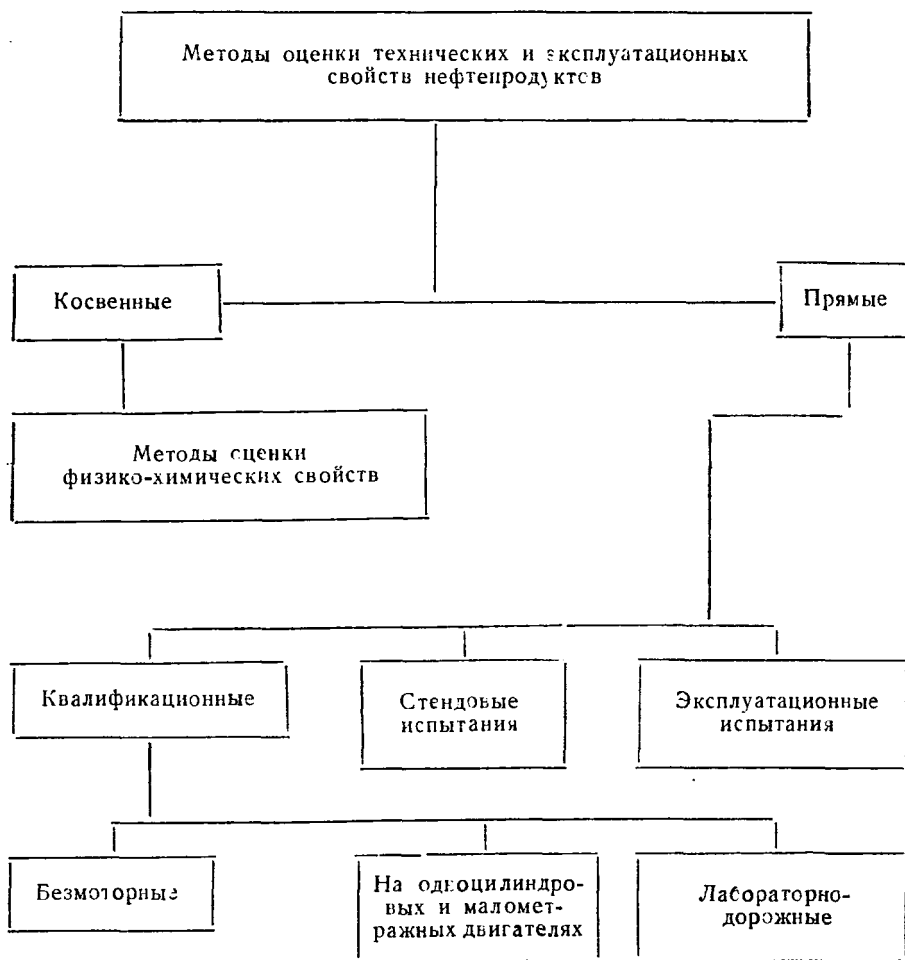 Методы оценки технических и эксплуатационных
свойств нефтепродуктов
Косвенные
Прямые
Методы оценки
физико-химических свойств
Квалификационные
Стендовые
испытания
Эксплуатационные
испытания
Безмоторные
На одноцилиндро-
вых и маломет-
ражных двигателях
Лабораторно-
дорожные